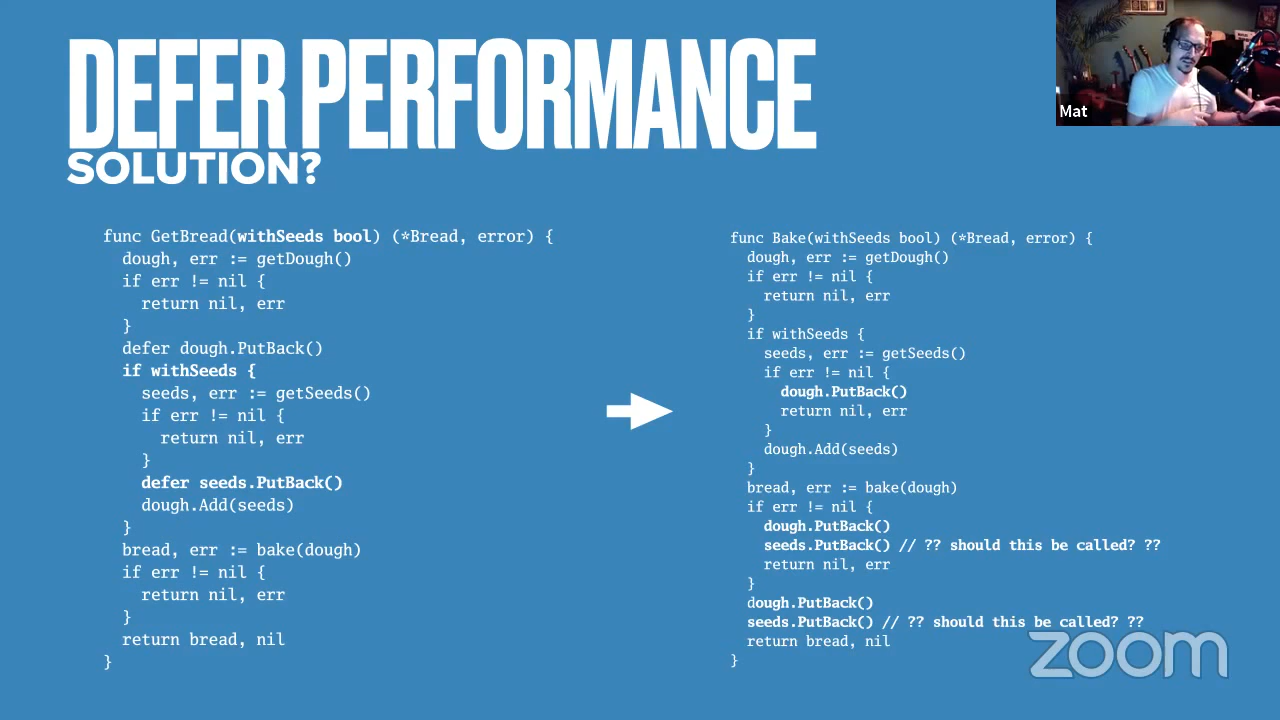 DEFER PERFORMANCE
SOLUTION?
Mat
func GetBread(withSeeds bool) (*Bread, error) {
  dough, err := getDough()
  if err != nil {
    return nil, err
  }
  defer dough.PutBack()
  if withSeeds {
    seeds, err := getSeeds()
    if err != nil {
      return nil, err
    }
    defer seeds.PutBack()
    dough.Add(seeds)
  }
  bread, err := bake(dough)
  if err != nil {
    return nil, err
  }
  return bread, nil
}
func Bake(withSeeds bool) (*Bread, error) {
  dough, err := getDough()
  if err != nil {
    return nil, err
  }
  if withSeeds {
    seeds, err := getSeeds()
    if err != nil {
      dough.PutBack()
      return nil, err
    }
    dough.Add(seeds)
  }
  bread, err := bake(dough)
  if err != nil {
    dough.PutBack()
    seeds.PutBack() // ?? should this be called? ??
    return nil, err
  }
  dough.PutBack()
  seeds.PutBack() // ?? should this be called? ??
  return bread, nil
}
zoom